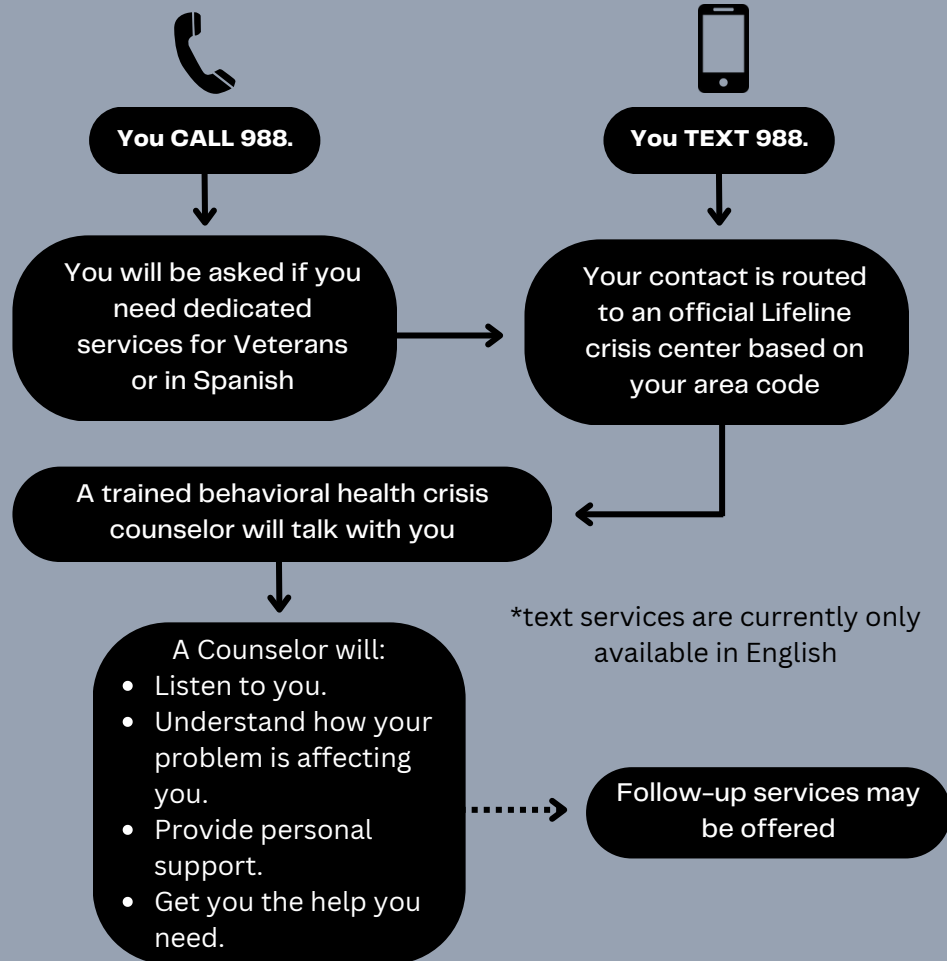 You CALL 988.
You TEXT 988.
You will be asked if you
need dedicated
services for Veterans
or in Spanish
Your contact is routed
to an official Lifeline
crisis center based on
your area code
A trained behavioral health crisis
counselor will talk with you
*text services are currently only
available in English
A Counselor will:
• Listen to you.
• Understand how your
problem is affecting
you.
• Provide personal
support.
• Get you the help you
need.
Follow-up services may
be offered